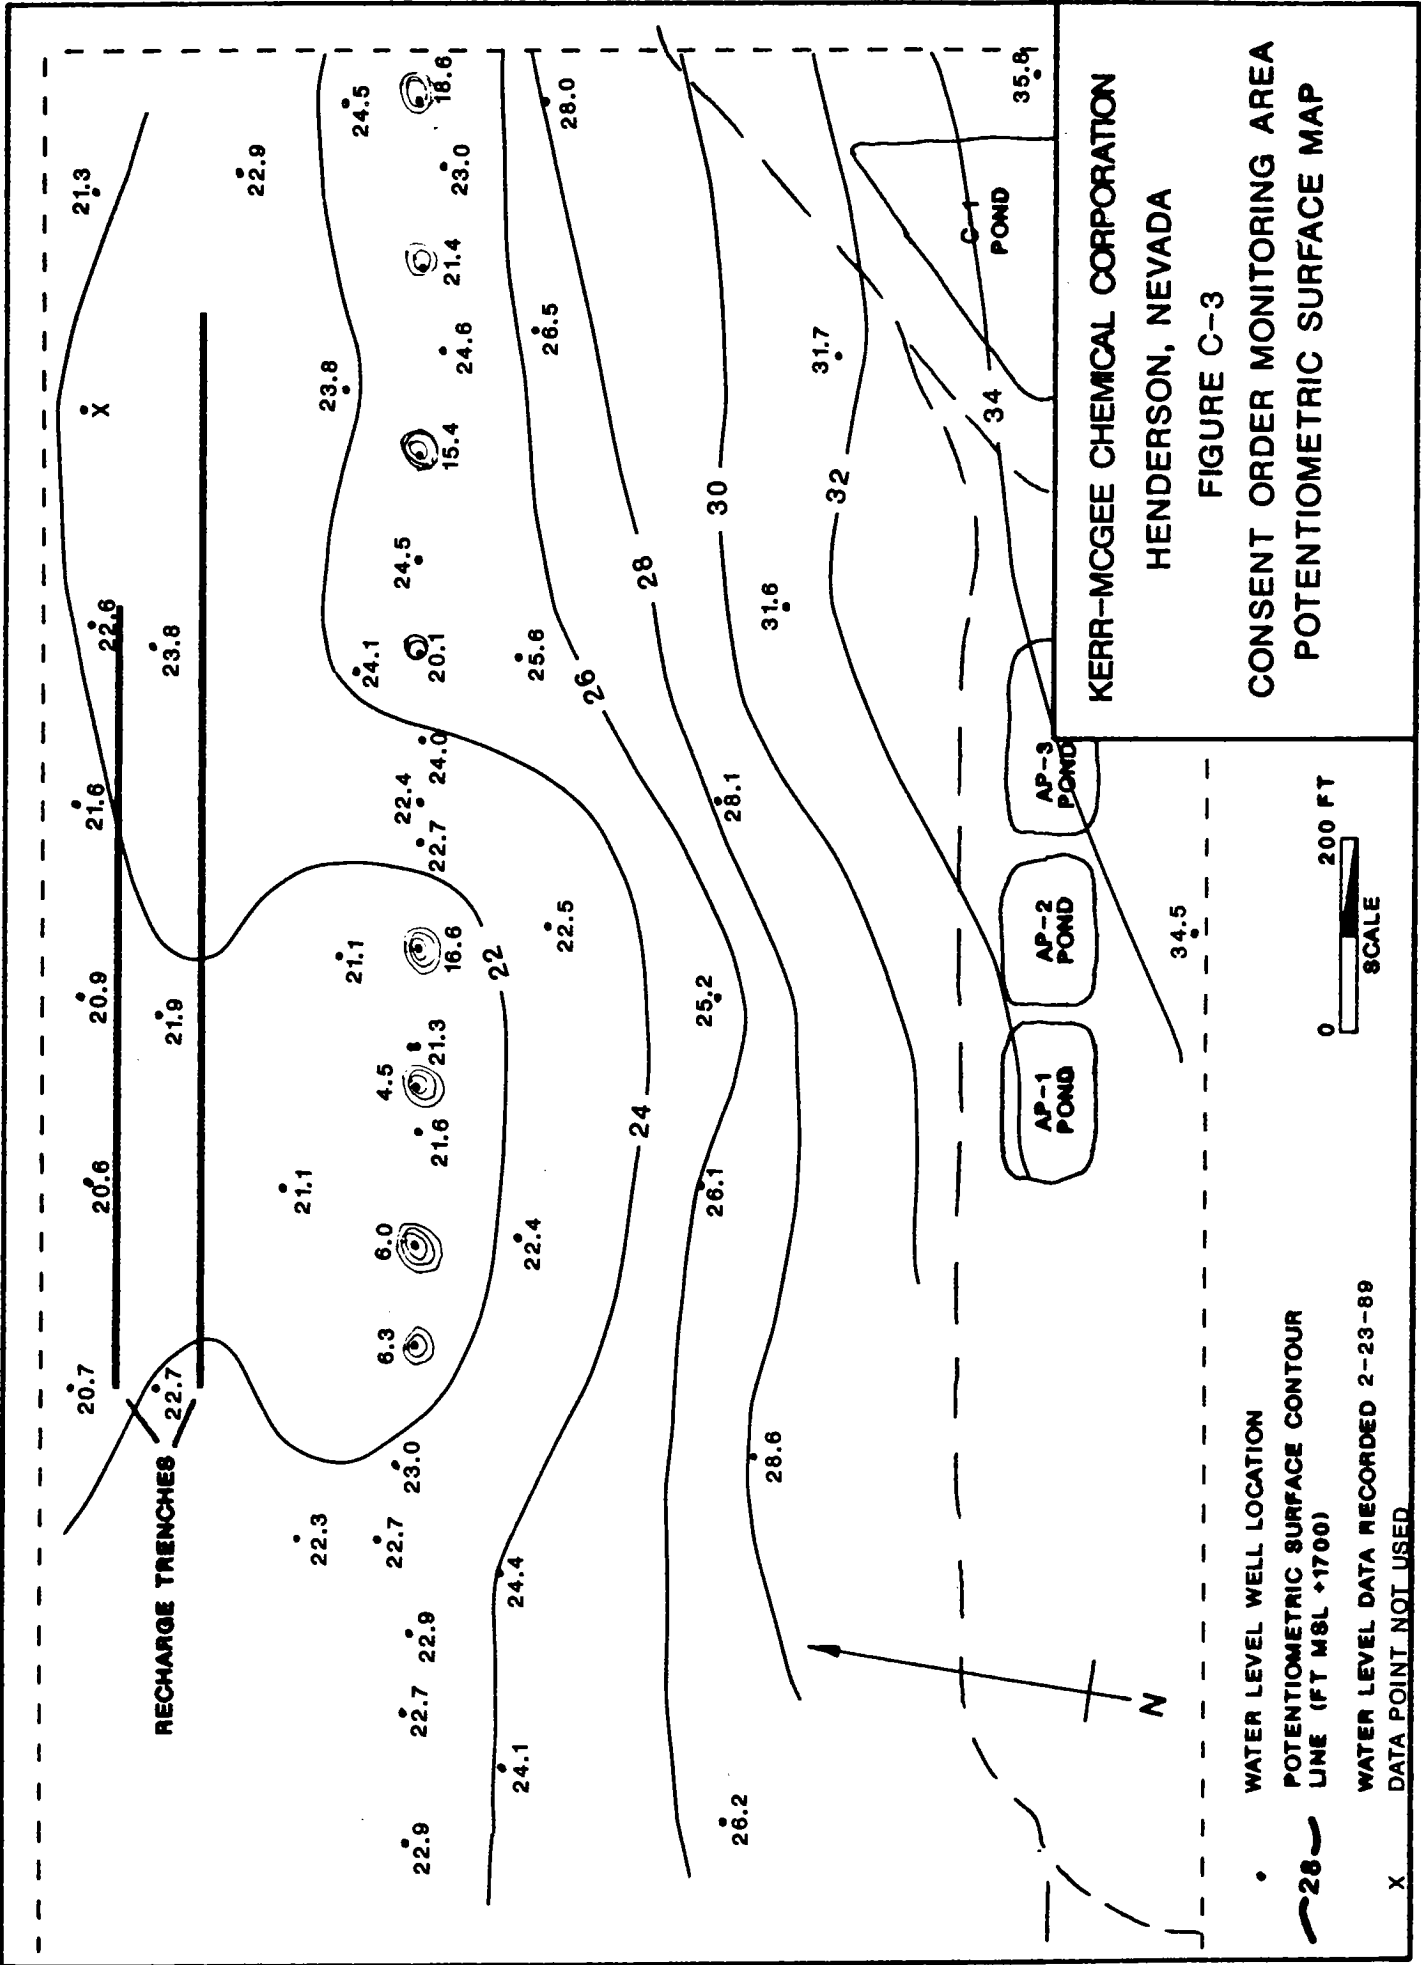 20.7
20.6
20.9
21.6
22.6
X
21.3
RECHARGE TRENCHES
22.7
21.9
23.8
22.9
22.3
21.1
21.1
24.1
23.8
24.5
22.9
22.7
22.9
22.7
23.0
6.3
6.0
21.6
4.5
21.3
16.6
22.7
22.4
24.0
20.1
24.5
15.4
24.6
21.4
23.0
18.6
22
24.1
24.4
22.4
22.5
25.6
26.5
28.0
26
24
28
26.1
25.2
28.1
30
26.2
28.6
31.6
32
31.7
34
C-1
POND
35.8
AP-1
POND
AP-2
POND
AP-3
POND
34.5
N
• WATER LEVEL WELL LOCATION
28 POTENTIOMETRIC SURFACE CONTOUR
LINE (FT MSL +1700)
WATER LEVEL DATA RECORDED 2-23-89
X DATA POINT NOT USED
0 200 FT
SCALE
KERR-MCGEE CHEMICAL CORPORATION
HENDERSON, NEVADA
FIGURE C-3
CONSENT ORDER MONITORING AREA
POTENTIOMETRIC SURFACE MAP